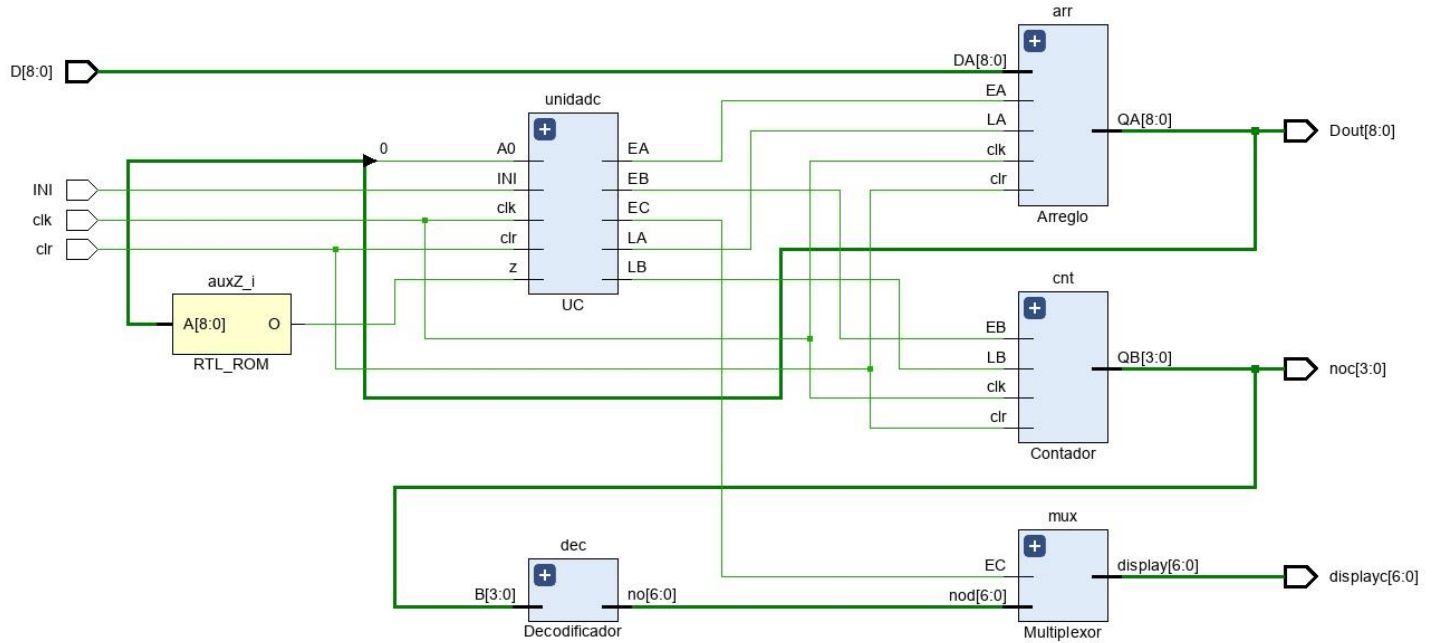 arr
D[8:0]
DA[8:0]
EA
LA
clk
clr
QA[8:0]
Dout[8:0]
Arreglo
unidadc
0
A0
INI
clk
clr
z
EA
EB
EC
LA
LB
UC
INI
clk
clr
auxZ_i
A[8:0]
O
RTL_ROM
cnt
EB
LB
clk
clr
QB[3:0]
noc[3:0]
Contador
dec
B[3:0]
no[6:0]
Decodificador
mux
EC
nod[6:0]
display[6:0]
displayc[6:0]
Multiplexor